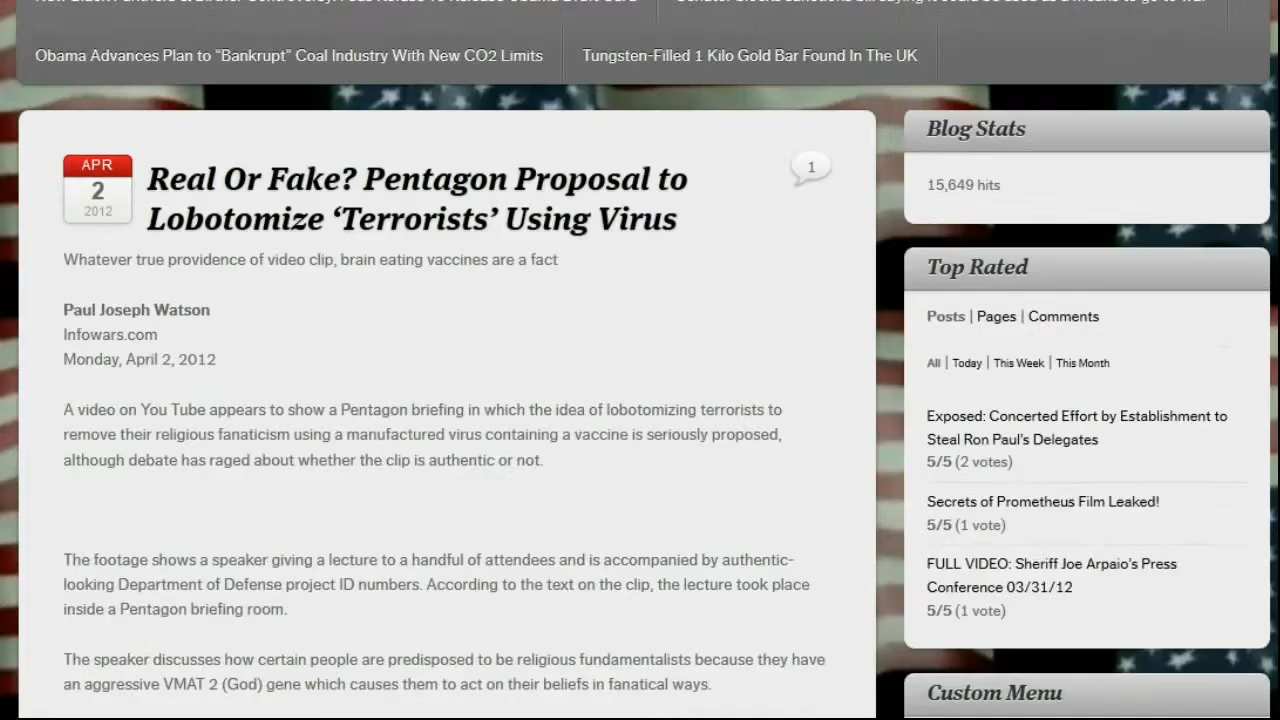 Obama Advances Plan to “Bankrupt” Coal Industry With New CO2 Limits
Tungsten-Filled 1 Kilo Gold Bar Found In The UK
APR
2
2012
Real Or Fake? Pentagon Proposal to
Lobotomize ‘Terrorists’ Using Virus
1
Whatever true providence of video clip, brain eating vaccines are a fact
Paul Joseph Watson
Infowars.com
Monday, April 2, 2012
A video on You Tube appears to show a Pentagon briefing in which the idea of lobotomizing terrorists to
remove their religious fanaticism using a manufactured virus containing a vaccine is seriously proposed,
although debate has raged about whether the clip is authentic or not.
The footage shows a speaker giving a lecture to a handful of attendees and is accompanied by authentic-
looking Department of Defense project ID numbers. According to the text on the clip, the lecture took place
inside a Pentagon briefing room.
The speaker discusses how certain people are predisposed to be religious fundamentalists because they have
an aggressive VMAT 2 (God) gene which causes them to act on their beliefs in fanatical ways.
Blog Stats
15,649 hits
Top Rated
Posts | Pages | Comments
All | Today | This Week | This Month
Exposed: Concerted Effort by Establishment to
Steal Ron Paul’s Delegates
5/5 (2 votes)
Secrets of Prometheus Film Leaked!
5/5 (1 vote)
FULL VIDEO: Sheriff Joe Arpaio’s Press
Conference 03/31/12
5/5 (1 vote)
Custom Menu